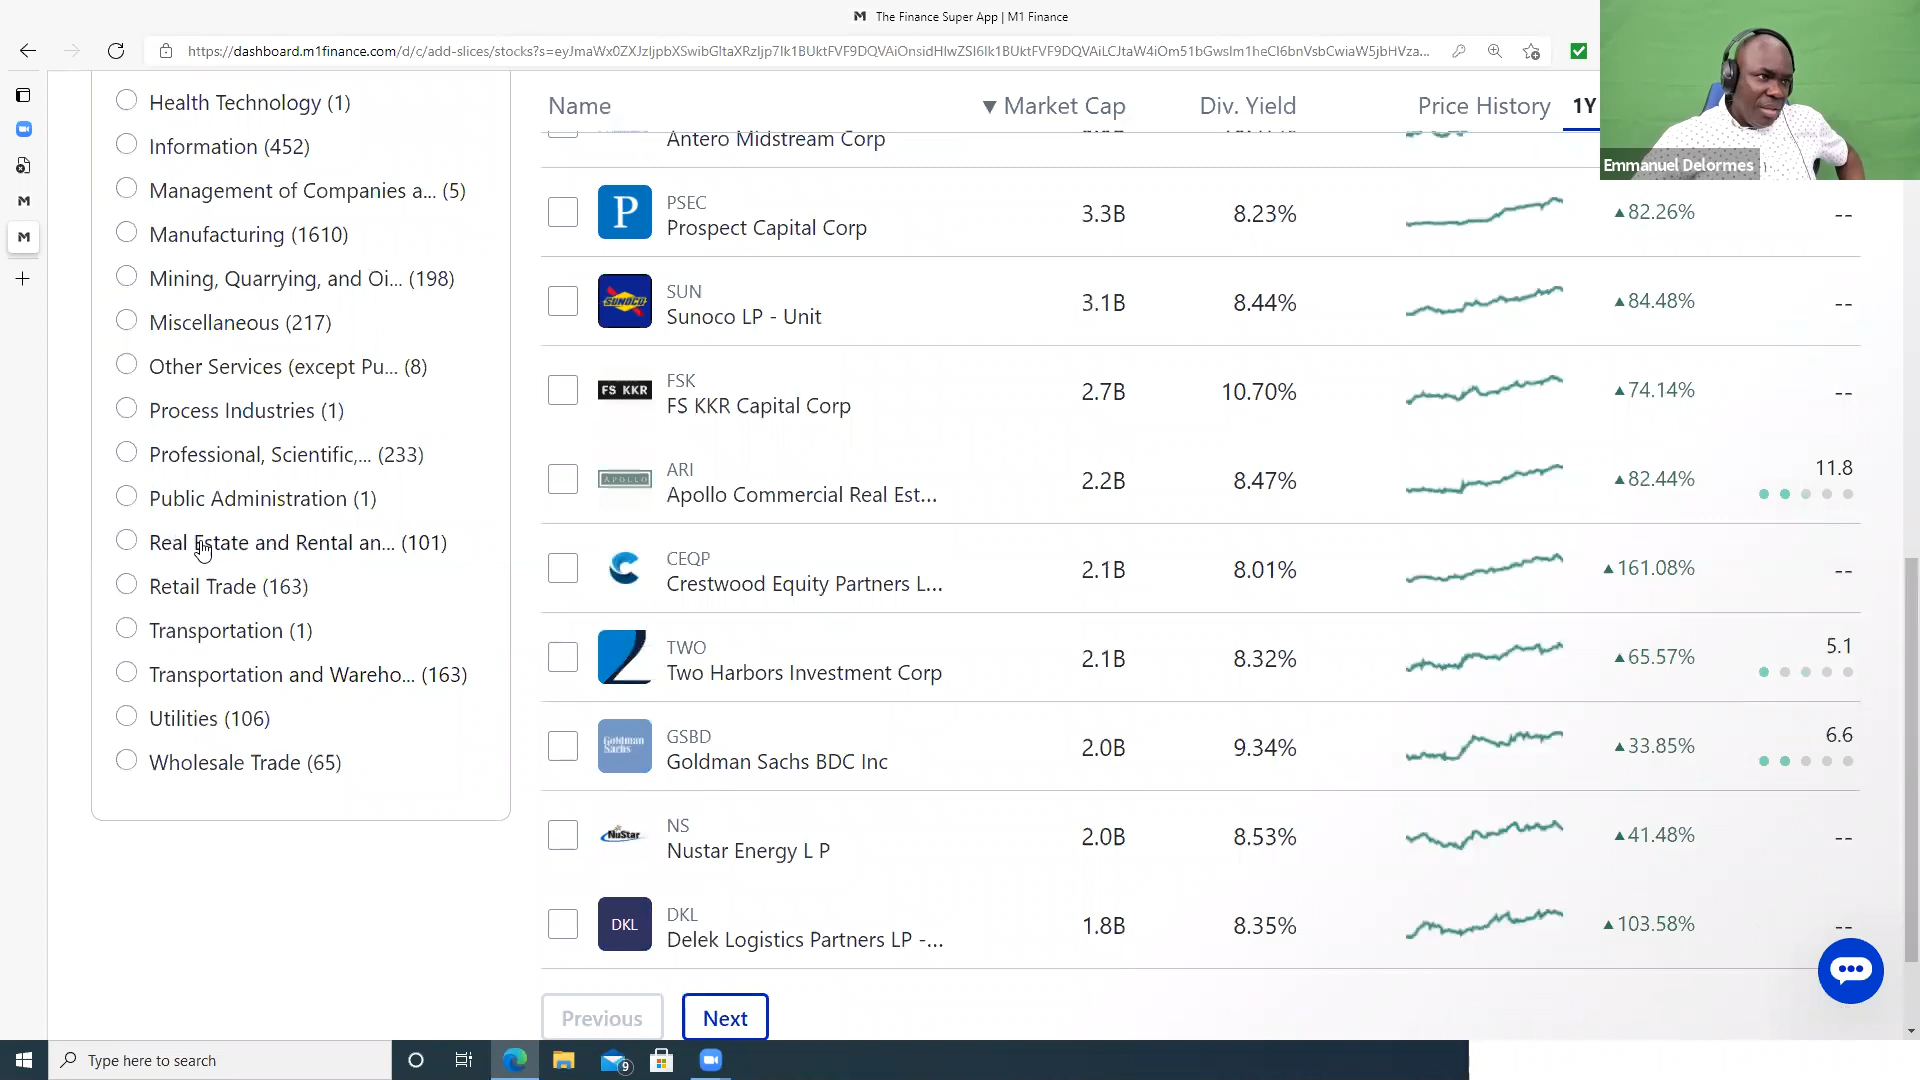 The Finance Super App | M1 Finance
https://dashboard.m1finance.com/d/c/add-slices/stocks?s=eyJmaWx0ZXJzIjpbXSwibGltaXRzIjp7Ik1BUktFVF9DQVAiOnsidHlwZSI6Ik1BUktFVF9DQVAiLCJtaW4iOm51bGwsIm1heCI6bnVsbCwiaW5jbHVza...
Health Technology (1)
Information (452)
Management of Companies a... (5)
Manufacturing (1610)
Mining, Quarrying, and Oi... (198)
Miscellaneous (217)
Other Services (except Pu... (8)
Process Industries (1)
Professional, Scientific,... (233)
Public Administration (1)
Real Estate and Rental an... (101)
Retail Trade (163)
Transportation (1)
Transportation and Wareho... (163)
Utilities (106)
Wholesale Trade (65)
Name ▼ Market Cap Div. Yield Price History 1Y
Antero Midstream Corp
PSEC
Prospect Capital Corp 3.3B 8.23% ▲82.26% --
SUN
Sunoco LP - Unit 3.1B 8.44% ▲84.48% --
SUNOCO
FS KKR
FSK
FS KKR Capital Corp 2.7B 10.70% ▲74.14% --
APOLLO
ARI
Apollo Commercial Real Est... 2.2B 8.47% ▲82.44% 11.8
CEQP
Crestwood Equity Partners L... 2.1B 8.01% ▲161.08% --
TWO
Two Harbors Investment Corp 2.1B 8.32% ▲65.57% 5.1
Goldman
Sachs
GSBD
Goldman Sachs BDC Inc 2.0B 9.34% ▲33.85% 6.6
NuStar
NS
Nustar Energy L P 2.0B 8.53% ▲41.48% --
DKL
DKL
Delek Logistics Partners LP -... 1.8B 8.35% ▲103.58% --
Previous Next
Emmanuel Delormes
Type here to search
9